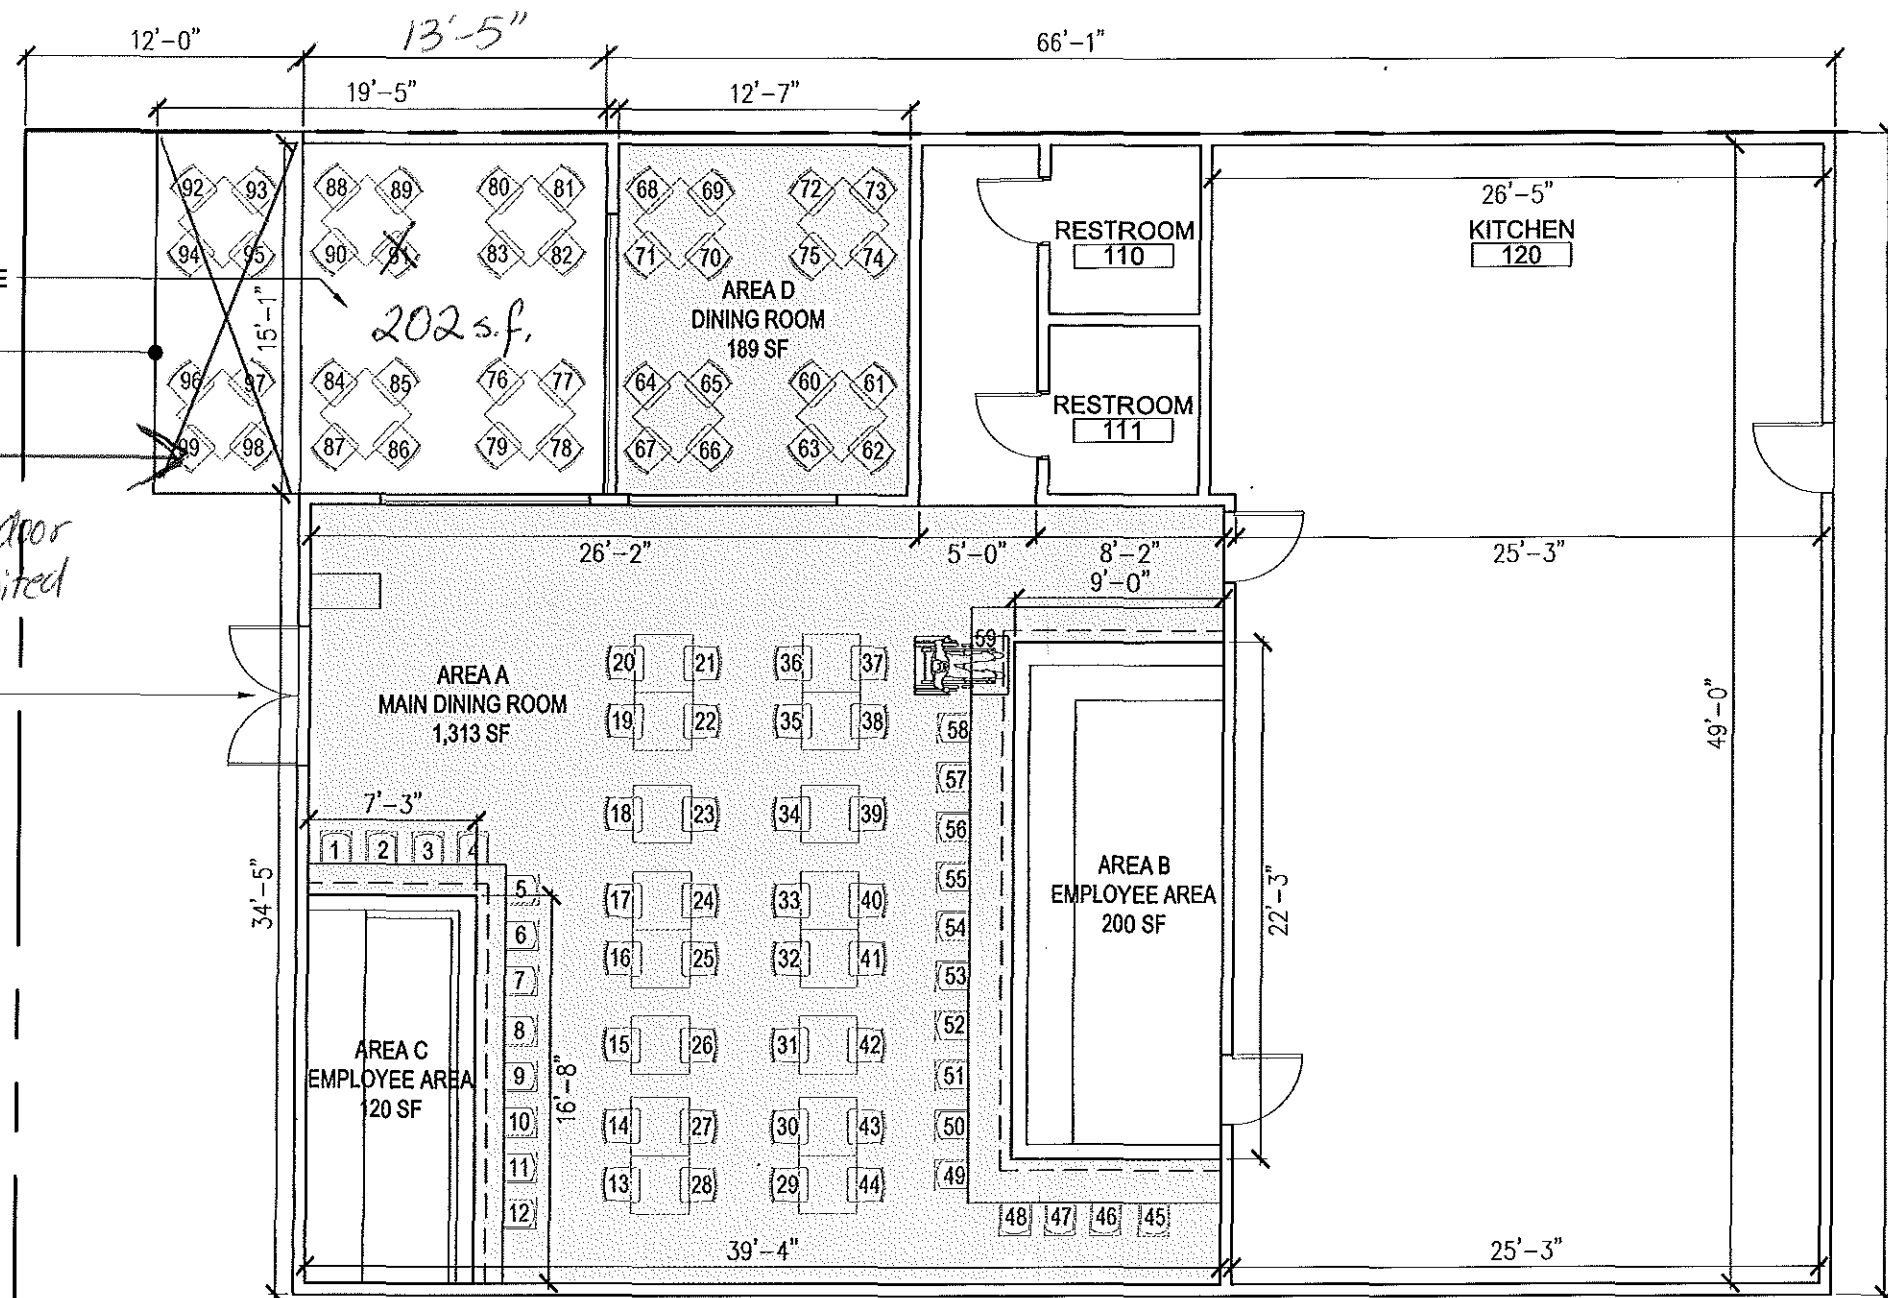 12'-0"
13'-5"
66'-1"
19'-5"
12'-7"
92 93 88 89 80 81 68 69 72 73
26'-5"
RESTROOM
110
KITCHEN
120
94 95 90 91 83 82 71 70 75 74
E
15'-1"
AREA D
DINING ROOM
189 SF
202 s.f.
96 97 84 85 76 77 64 65 60 61
RESTROOM
111
99 98 87 86 79 78 67 66 63 62
door
26'-2"
5'-0"
8'-2"
25'-3"
9'-0"
59
20 21 36 37
AREA A
MAIN DINING ROOM
1,313 SF
19 22 35 38
58
49'-0"
57
7'-3"
18 23 34 39
56
1 2 3 4
34'-5"
5
55
17 24 33 40
AREA B
EMPLOYEE AREA
200 SF
22'-3"
6
54
16 25 32 41
7
53
8
52
15 26 31 42
AREA C
EMPLOYEE AREA
120 SF
9
51
16'-8"
10
50
14 27 30 43
11
49
13 28 29 44
12
48 47 46 45
39'-4"
25'-3"